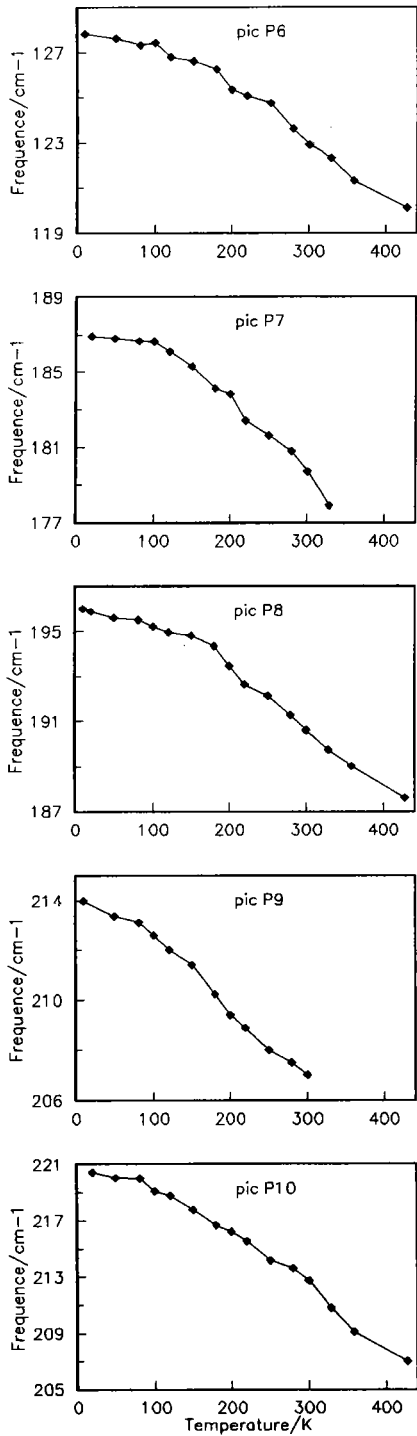 pic P6
Frequence/cm−1
127
123
119
0 100 200 300 400
pic P7
Frequence/cm−1
189
185
181
177
0 100 200 300 400
pic P8
Frequence/cm−1
195
191
187
0 100 200 300 400
pic P9
Frequence/cm−1
214
210
206
0 100 200 300 400
pic P10
Frequence/cm−1
221
217
213
209
205
0 100 200 300 400
Temperature/K